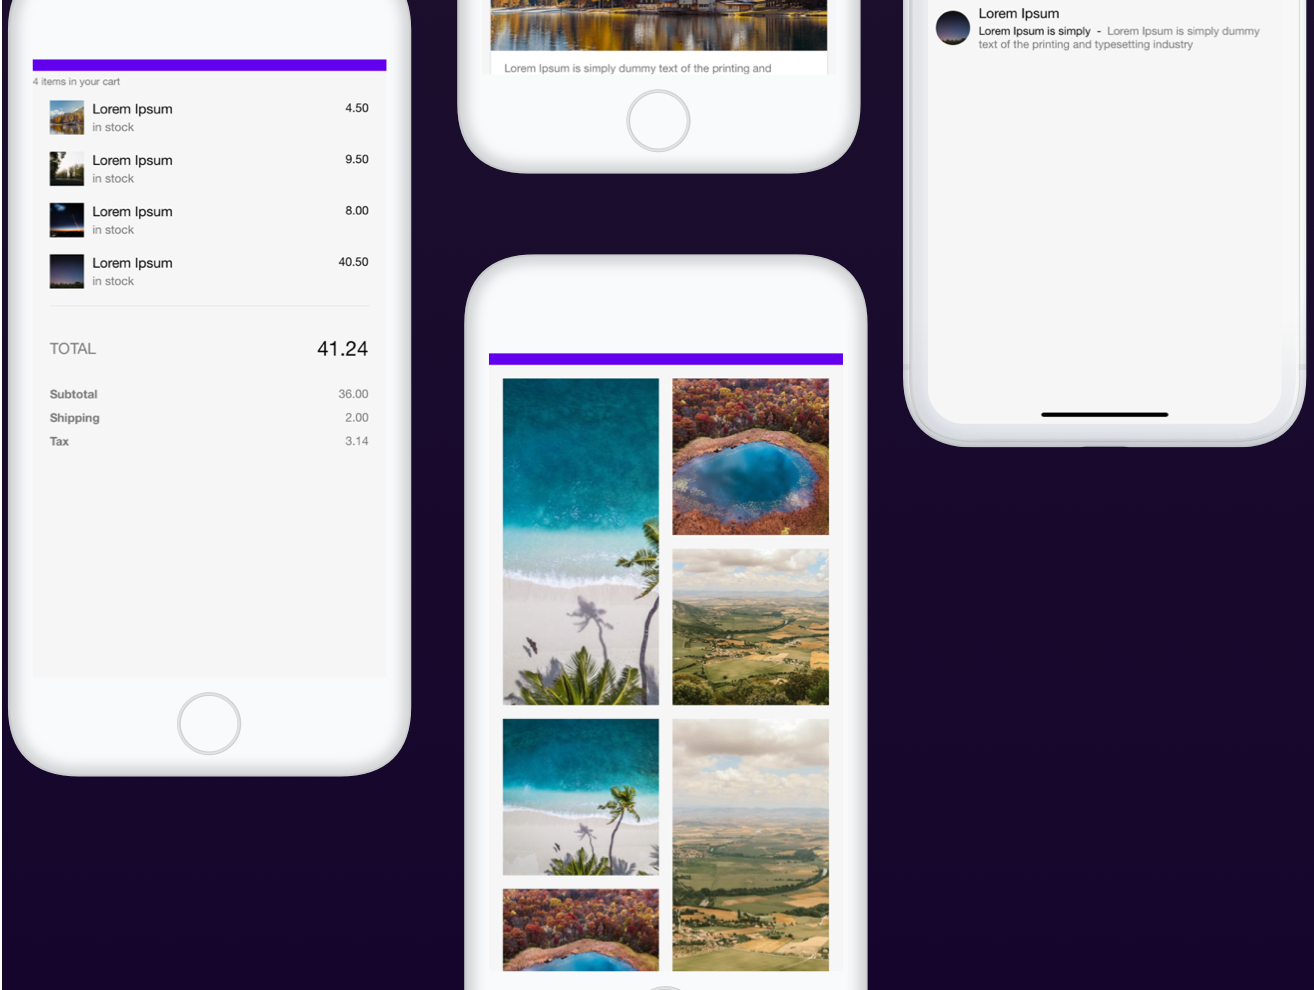 4 items in your cart
Lorem Ipsum 4.50
in stock
Lorem Ipsum 9.50
in stock
Lorem Ipsum 8.00
in stock
Lorem Ipsum 40.50
in stock
TOTAL 41.24
Subtotal 36.00
Shipping 2.00
Tax 3.14
Lorem Ipsum is simply dummy text of the printing and
Lorem Ipsum
Lorem Ipsum is simply - Lorem Ipsum is simply dummy
text of the printing and typesetting industry